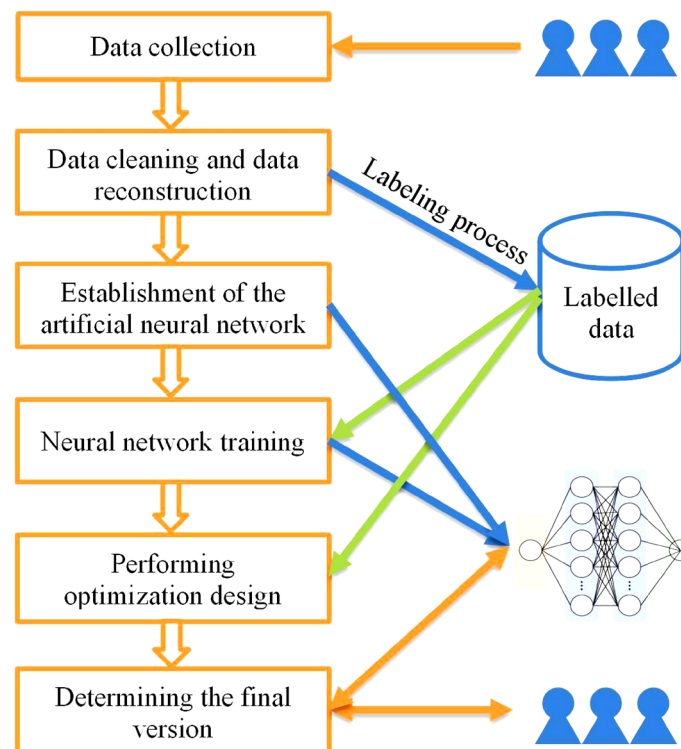 Data collection
Data cleaning and data
reconstruction
Labeling process
Establishment of the
artificial neural network
Labelled
data
Neural network training
Performing
optimization design
Determining the final
version